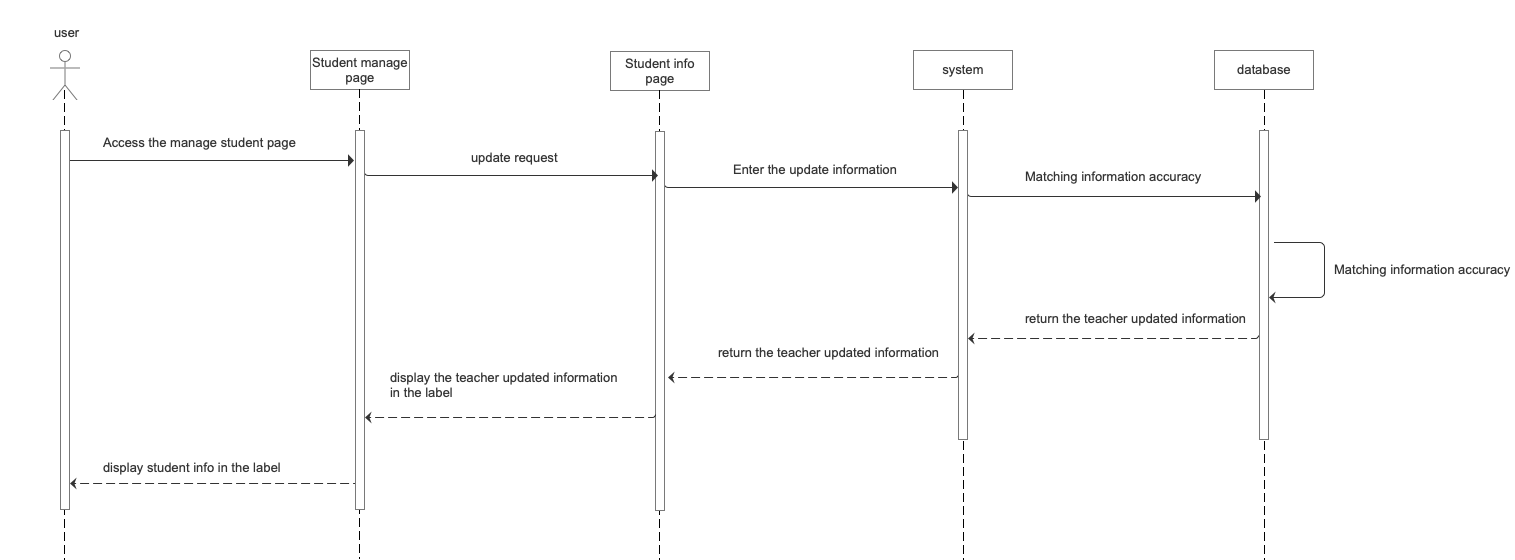 user
Student manage
page
Student info
page
system
database
Access the manage student page
update request
Enter the update information
Matching information accuracy
Matching information accuracy
return the teacher updated information
return the teacher updated information
display the teacher updated information
in the label
display student info in the label